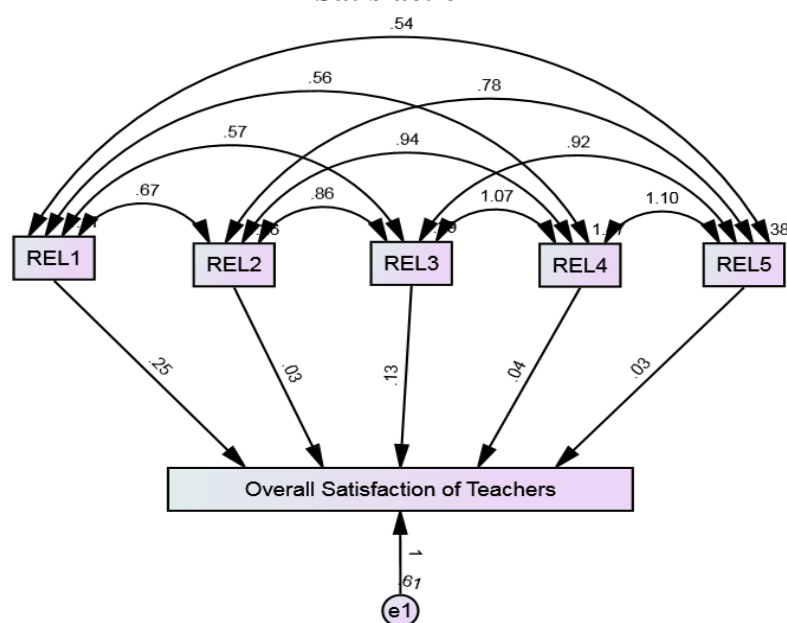 .54
.56
.78
.57
.94
.92
.67
.86
1.07
1.10
38
REL1
REL2
REL3
REL4
REL5
.25
.03
.13
.04
.03
Overall Satisfaction of Teachers
1
.61
e1